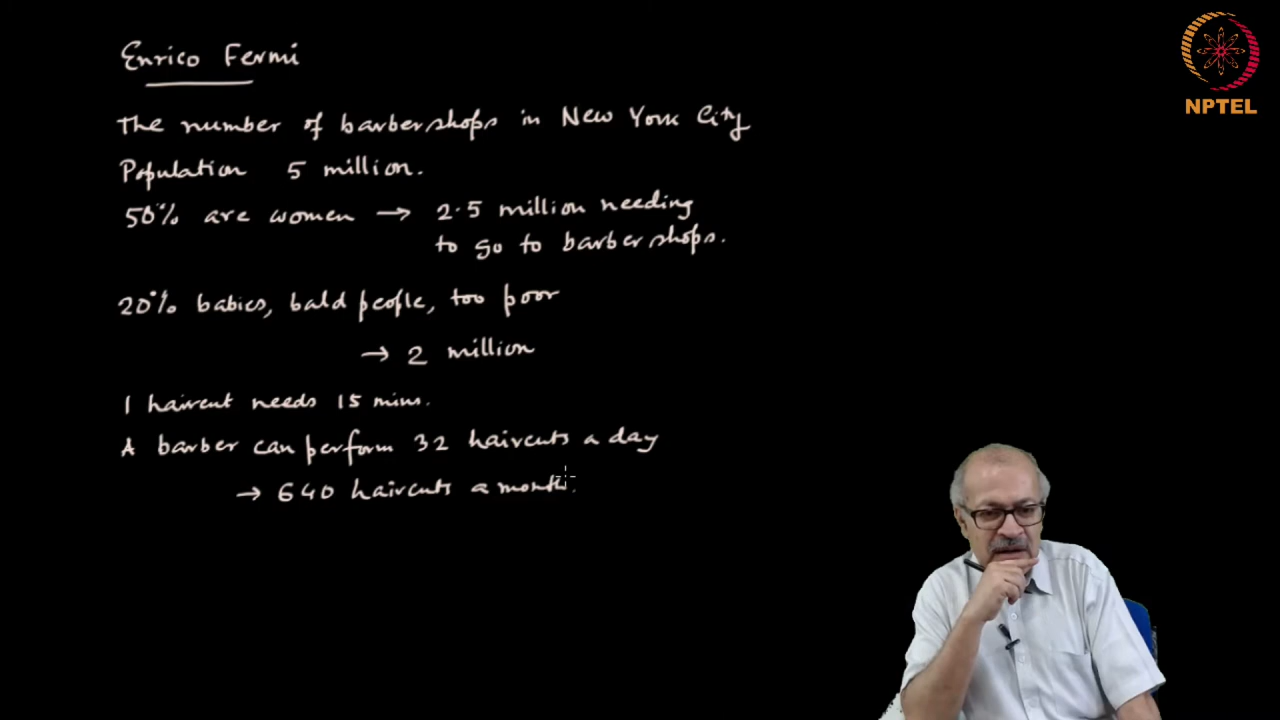 Enrico Fermi
The number of barbershops in New York City
Population 5 million.
50% are women → 2.5 million needing
to go to barbershops.
20% babies, bald people, too poor
→ 2 million
1 haircut needs 15 mins.
A barber can perform 32 haircuts a day
→ 640 haircuts a month.
NPTEL